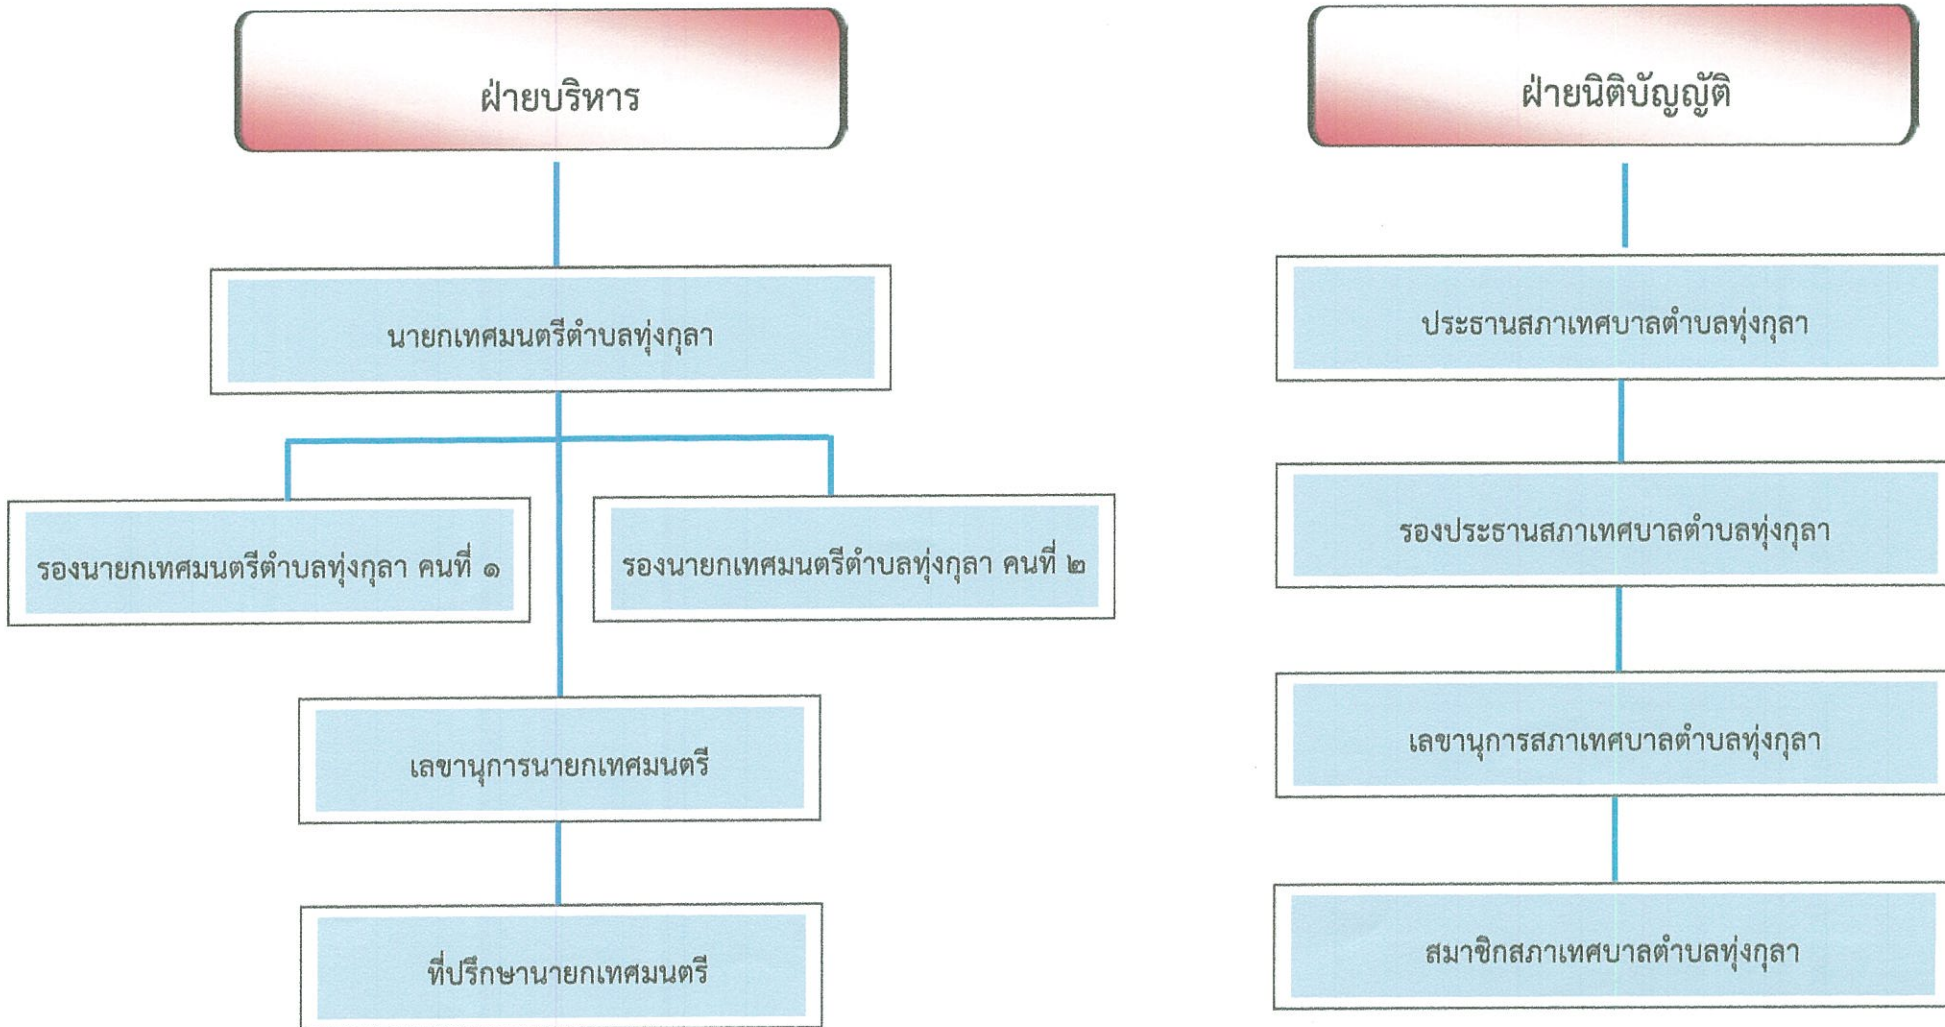 ฝ่ายบริหาร
นายกเทศมนตรีตำบลทุ่งกุลา
รองนายกเทศมนตรีตำบลทุ่งกุลา คนที่ ๑
รองนายกเทศมนตรีตำบลทุ่งกุลา คนที่ ๒
เลขานุการนายกเทศมนตรี
ที่ปรึกษานายกเทศมนตรี
ฝ่ายนิติบัญญัติ
ประธานสภาเทศบาลตำบลทุ่งกุลา
รองประธานสภาเทศบาลตำบลทุ่งกุลา
เลขานุการสภาเทศบาลตำบลทุ่งกุลา
สมาชิกสภาเทศบาลตำบลทุ่งกุลา